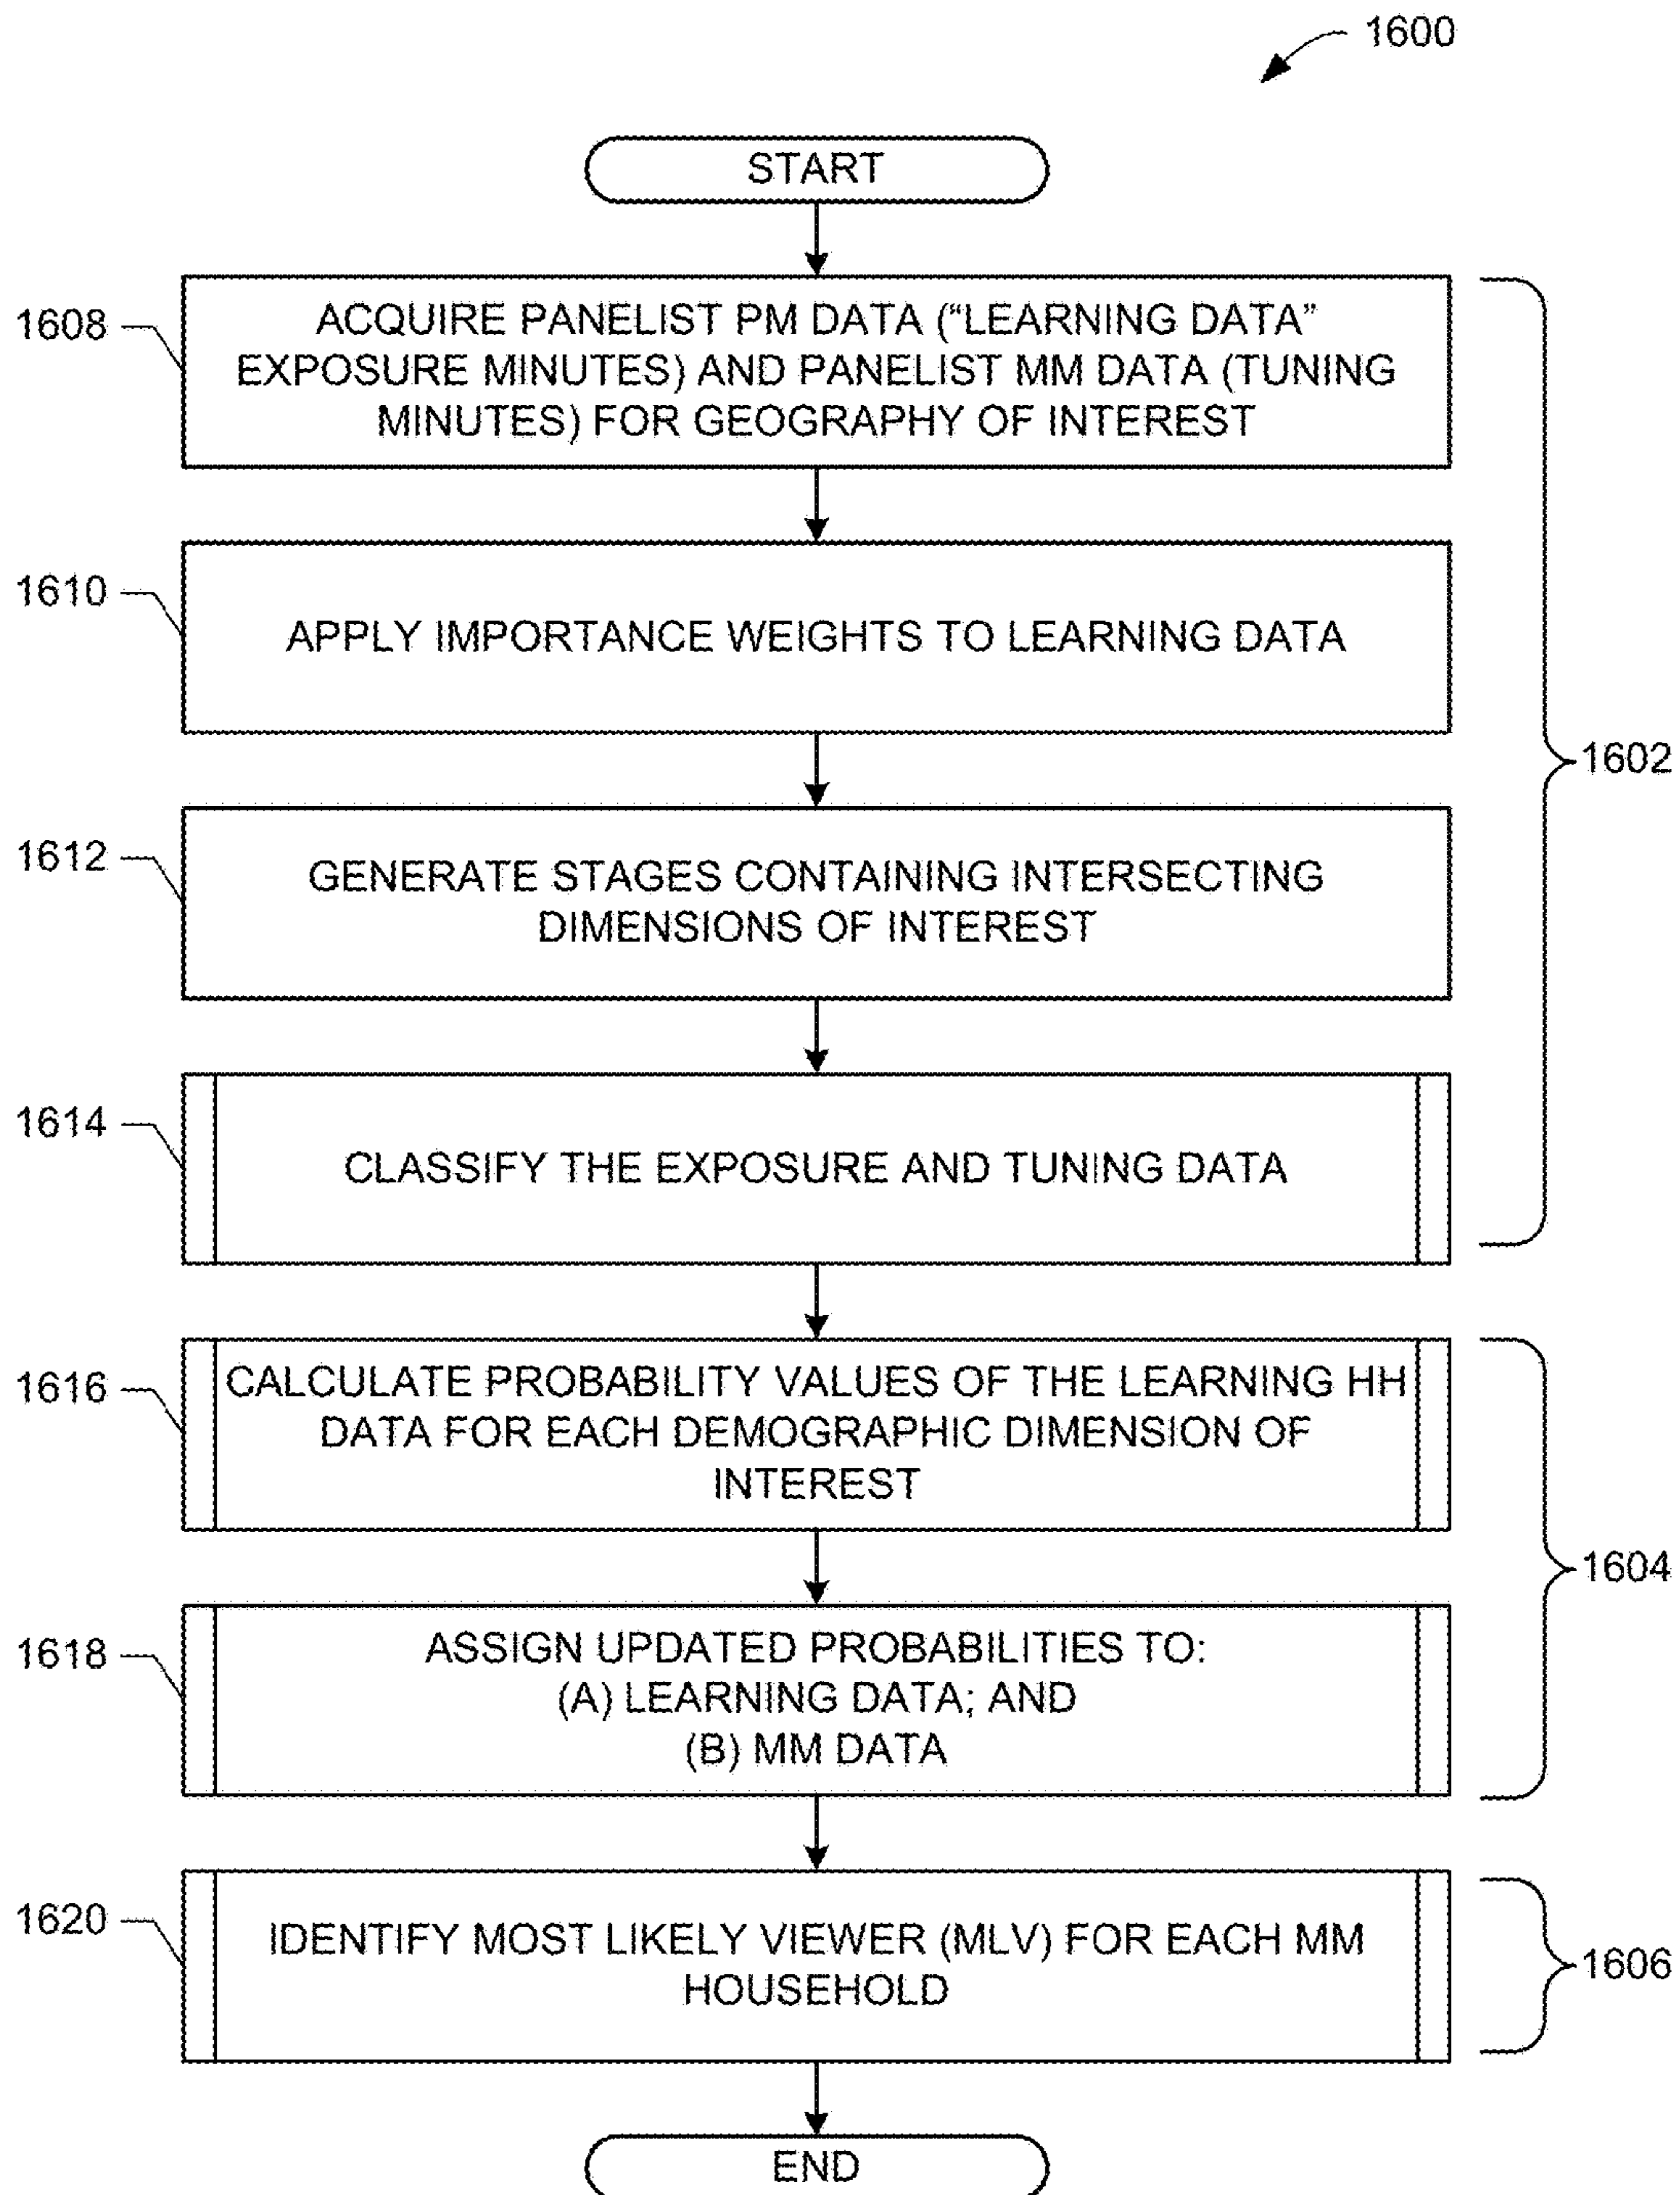 1600
START
1608
ACQUIRE PANELIST PM DATA (“LEARNING DATA”
EXPOSURE MINUTES) AND PANELIST MM DATA (TUNING
MINUTES) FOR GEOGRAPHY OF INTEREST
1610
APPLY IMPORTANCE WEIGHTS TO LEARNING DATA
1602
1612
GENERATE STAGES CONTAINING INTERSECTING
DIMENSIONS OF INTEREST
1614
CLASSIFY THE EXPOSURE AND TUNING DATA
1616
CALCULATE PROBABILITY VALUES OF THE LEARNING HH
DATA FOR EACH DEMOGRAPHIC DIMENSION OF
INTEREST
1604
1618
ASSIGN UPDATED PROBABILITIES TO:
(A) LEARNING DATA; AND
(B) MM DATA
1620
IDENTIFY MOST LIKELY VIEWER (MLV) FOR EACH MM
HOUSEHOLD
1606
END